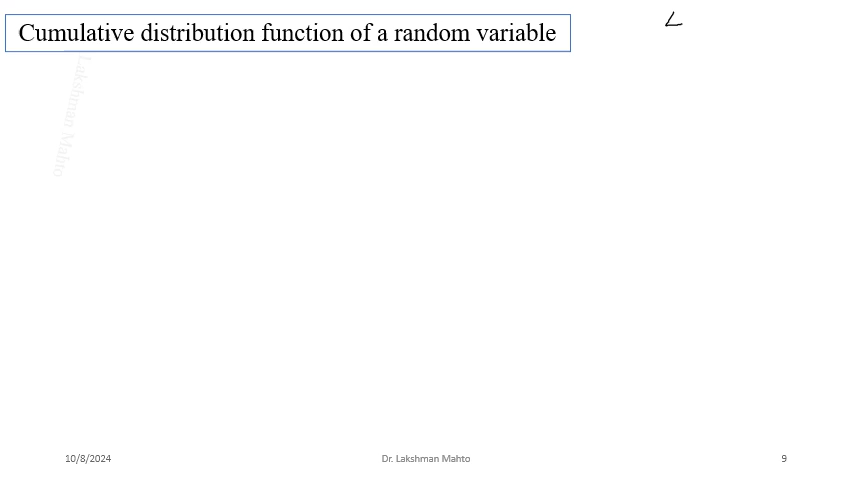 Cumulative distribution function of a random variable
Lakshman Mahto
10/8/2024
Dr. Lakshman Mahto
9